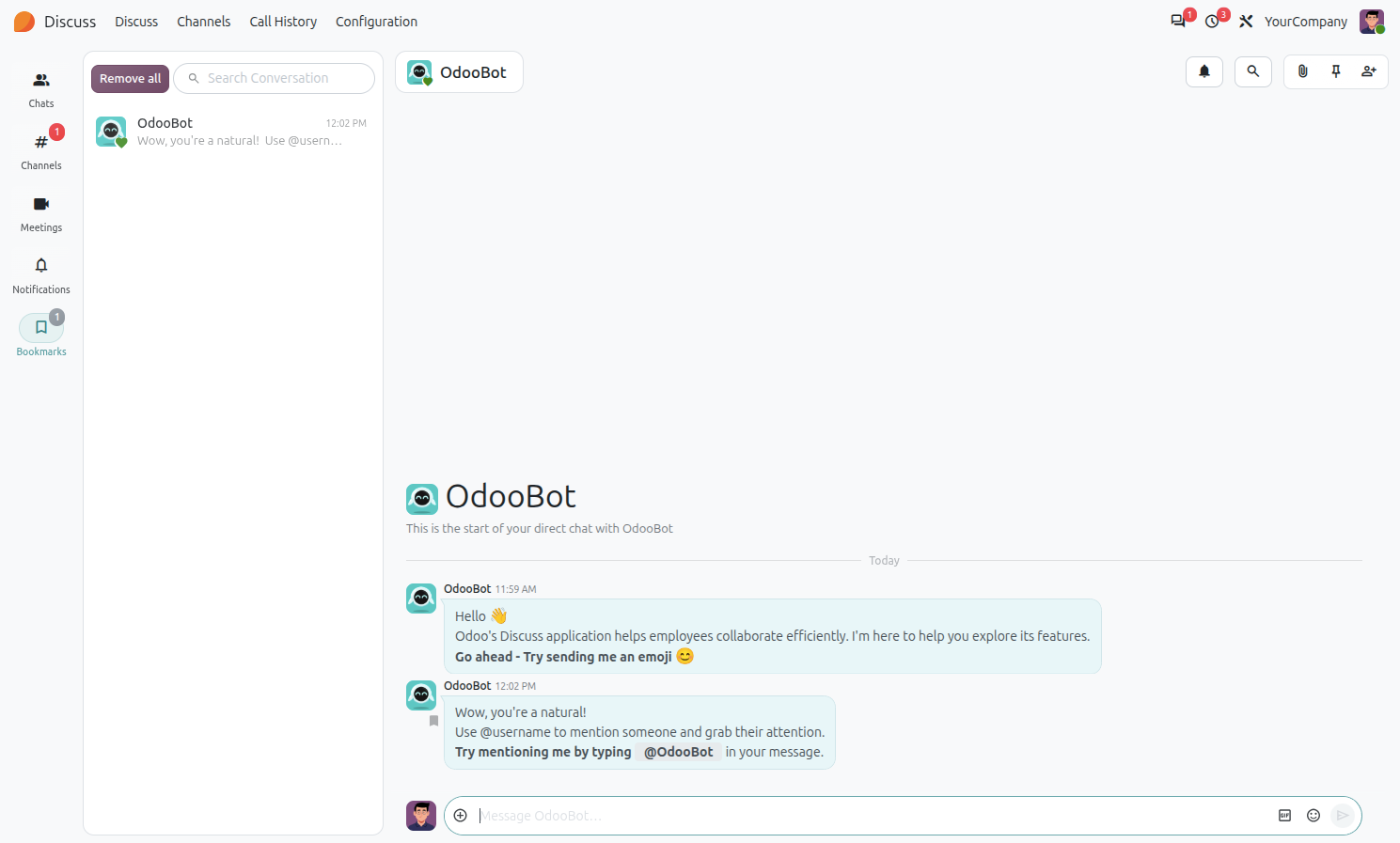 Discuss Discuss Channels Call History Configuration 1 3 YourCompany
Chats
1
Channels
Meetings
Notifications
1
Bookmarks
Remove all Search Conversation
OdooBot 12:02 PM
Wow, you're a natural! Use @usern…
OdooBot
OdooBot
This is the start of your direct chat with OdooBot
Today
OdooBot 11:59 AM
Hello 👋
Odoo's Discuss application helps employees collaborate efficiently. I'm here to help you explore its features.
Go ahead - Try sending me an emoji 😊
OdooBot 12:02 PM
Wow, you're a natural!
Use @username to mention someone and grab their attention.
Try mentioning me by typing @OdooBot in your message.
Message OdooBot…
GIF